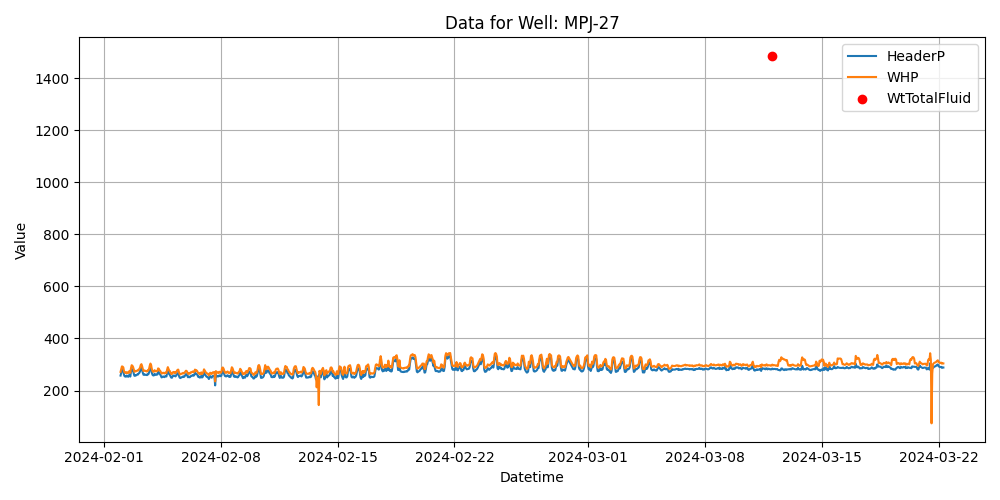 Data for Well: MPJ-27
HeaderP
WHP
WtTotalFluid
Value
1400
1200
1000
800
600
400
200
2024-02-01
2024-02-08
2024-02-15
2024-02-22
2024-03-01
2024-03-08
2024-03-15
2024-03-22
Datetime